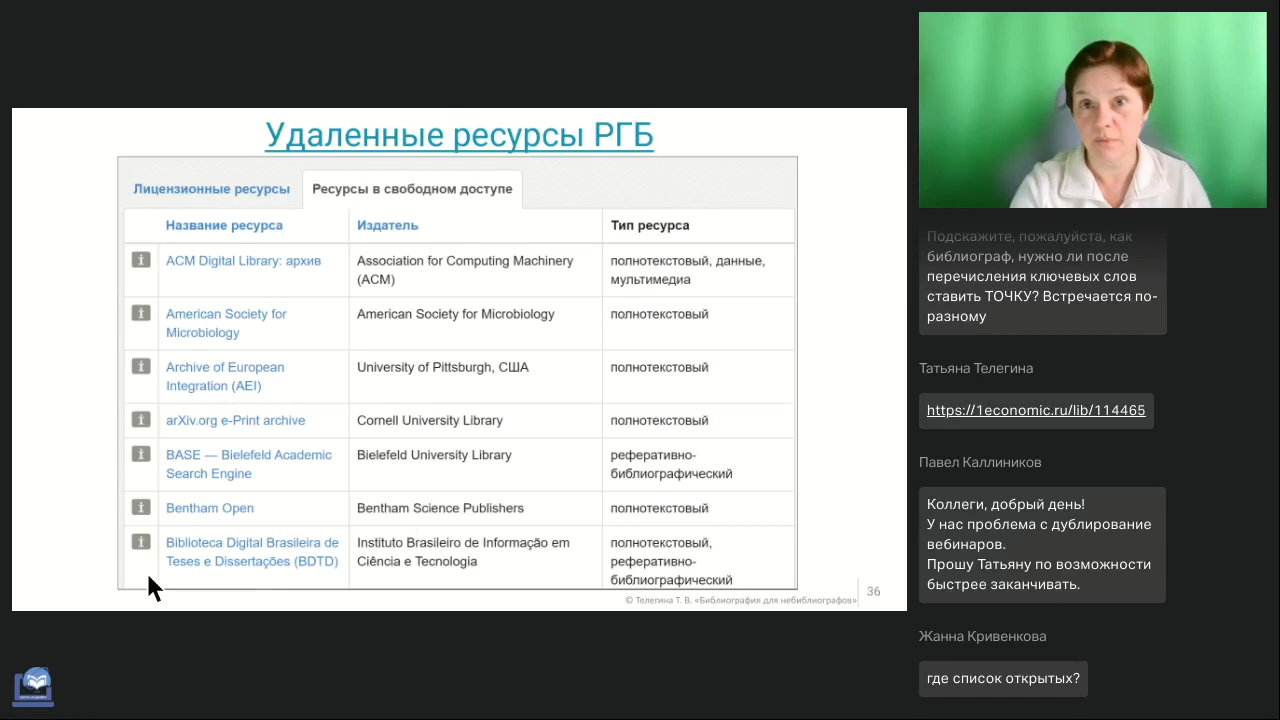 Удаленные ресурсы РГБ
Лицензионные ресурсы
Ресурсы в свободном доступе
Название ресурса
Издатель
Тип ресурса
ACM Digital Library: архив
Association for Computing Machinery
(ACM)
полнотекстовый, данные,
мультимедиа
American Society for
Microbiology
American Society for Microbiology
полнотекстовый
Archive of European
Integration (AEI)
University of Pittsburgh, США
полнотекстовый
arXiv.org e-Print archive
Cornell University Library
полнотекстовый
BASE — Bielefeld Academic
Search Engine
Bielefeld University Library
реферативно-
библиографический
Bentham Open
Bentham Science Publishers
полнотекстовый
Biblioteca Digital Brasileira de
Teses e Dissertações (BDTD)
Instituto Brasileiro de Informação em
Ciência e Tecnologia
полнотекстовый,
реферативно-
библиографический
© Телегина Т. В. «Библиография для небиблиографов»
36
Подскажите, пожалуйста, как
библиограф, нужно ли после
перечисления ключевых слов
ставить ТОЧКУ? Встречается по-
разному
Татьяна Телегина
https://1economic.ru/lib/114465
Павел Каллиников
Коллеги, добрый день!
У нас проблема с дублирование
вебинаров.
Прошу Татьяну по возможности
быстрее заканчивать.
Жанна Кривенкова
где список открытых?